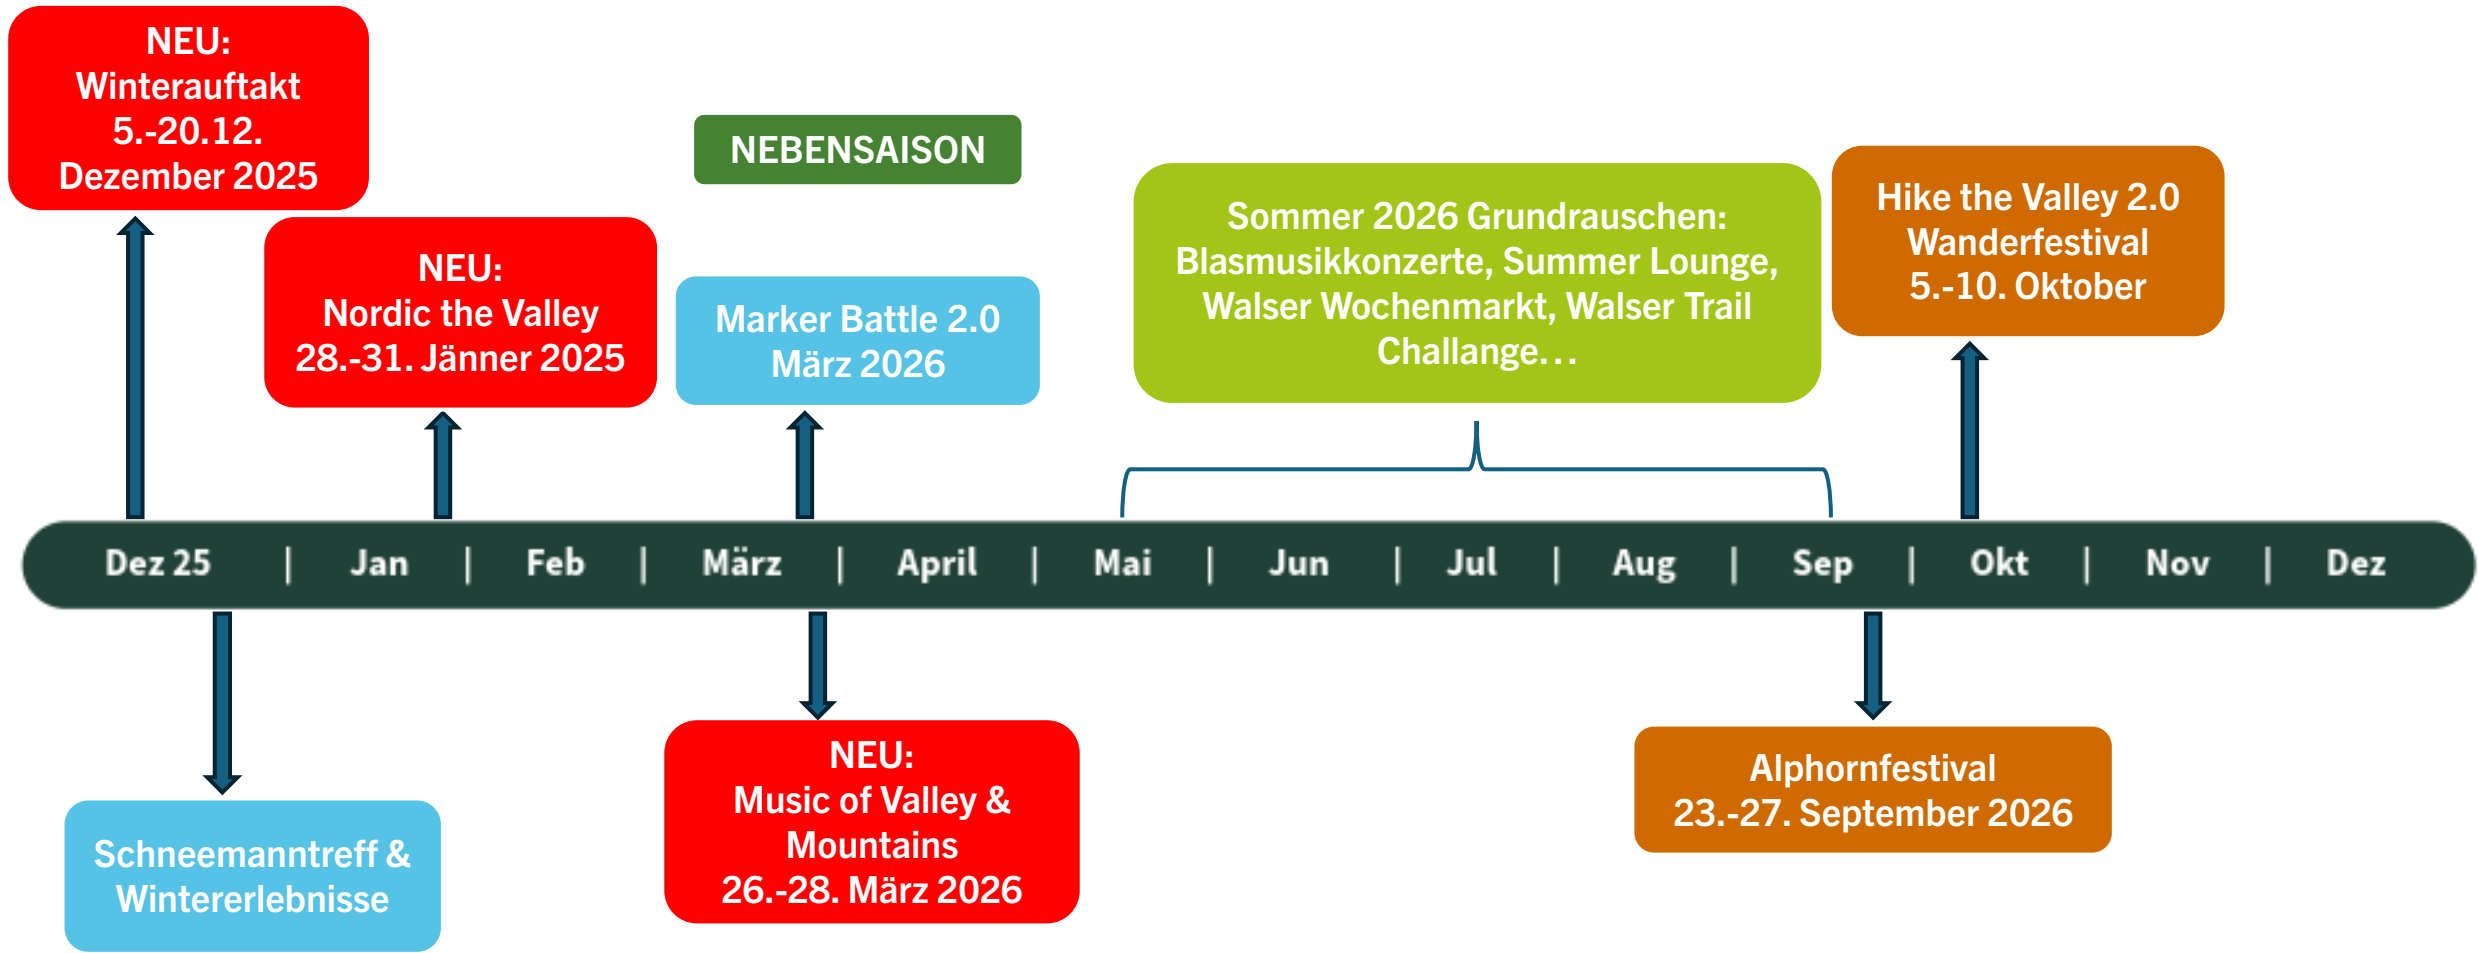 NEU:
Winterauftakt
5.-20.12.
Dezember 2025
NEU:
Nordic the Valley
28.-31. Jänner 2025
NEBENSAISON
Marker Battle 2.0
März 2026
Sommer 2026 Grundrauschen:
Blasmusikkonzerte, Summer Lounge,
Walser Wochenmarkt, Walser Trail
Challange…
Hike the Valley 2.0
Wanderfestival
5.-10. Oktober
Dez 25 | Jan | Feb | März | April | Mai | Jun | Jul | Aug | Sep | Okt | Nov | Dez
Schneemanntreff &
Wintererlebnisse
NEU:
Music of Valley &
Mountains
26.-28. März 2026
Alphornfestival
23.-27. September 2026